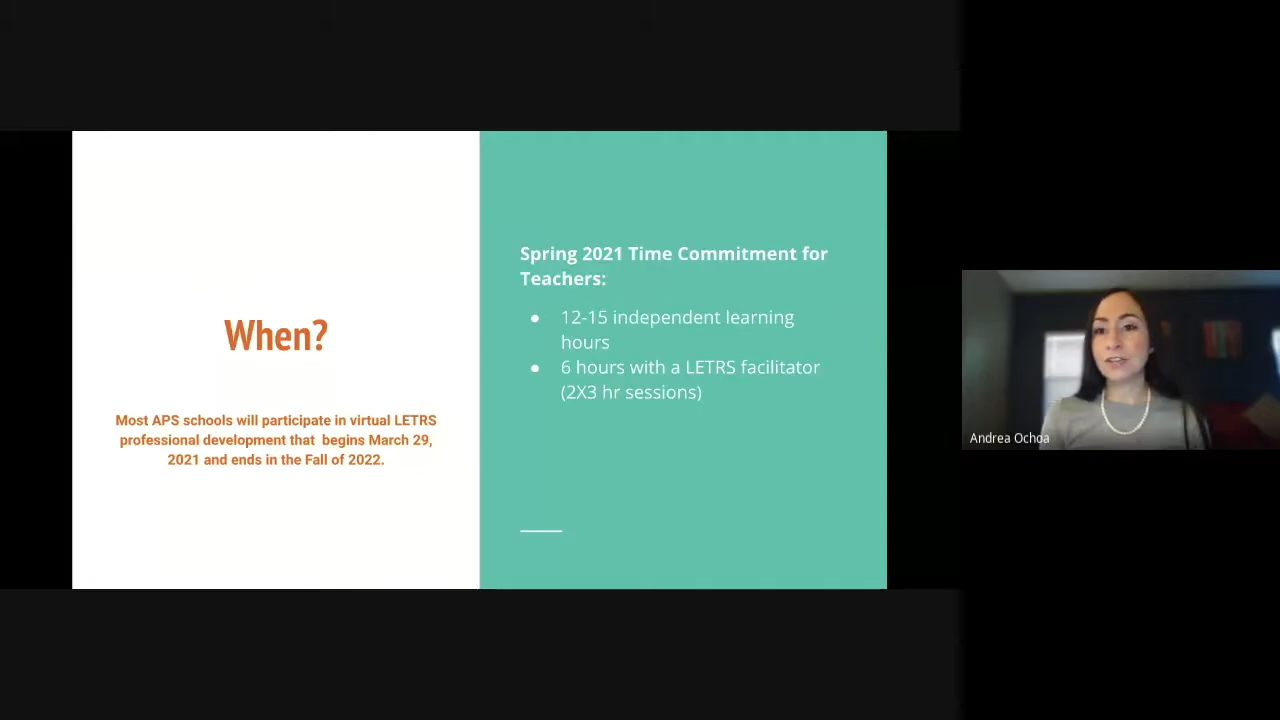 When?
Most APS schools will participate in virtual LETRS
professional development that  begins March 29,
2021 and ends in the Fall of 2022.
Spring 2021 Time Commitment for
Teachers:
● 12-15 independent learning
hours
● 6 hours with a LETRS facilitator
(2X3 hr sessions)
Andrea Ochoa